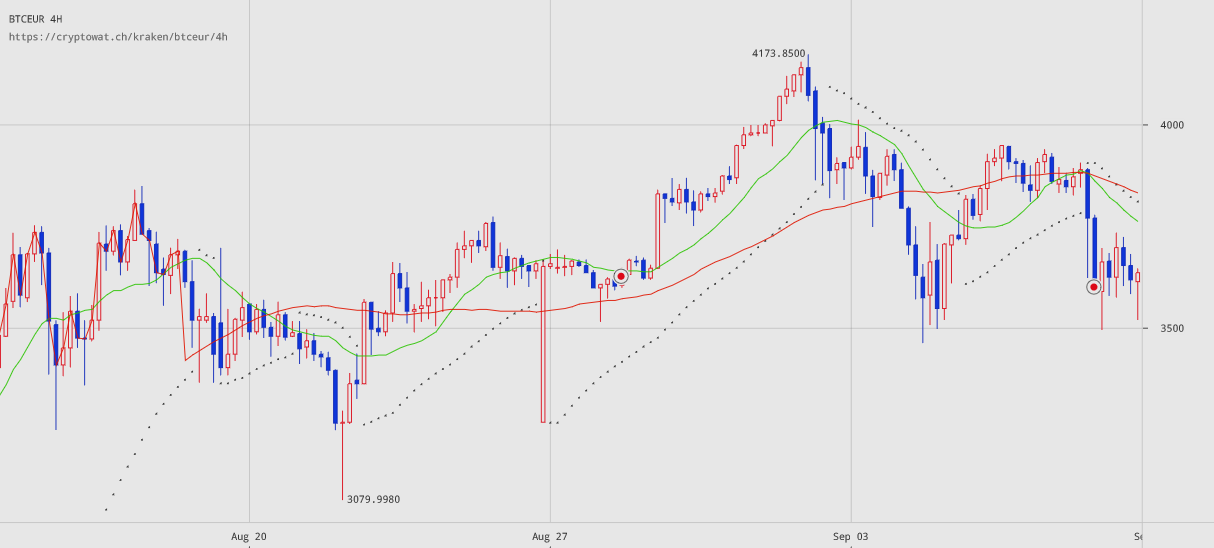 BTCEUR 4H
https://cryptowat.ch/kraken/btceur/4h
4173.8500
4000
3500
3079.9980
Aug 20
Aug 27
Sep 03